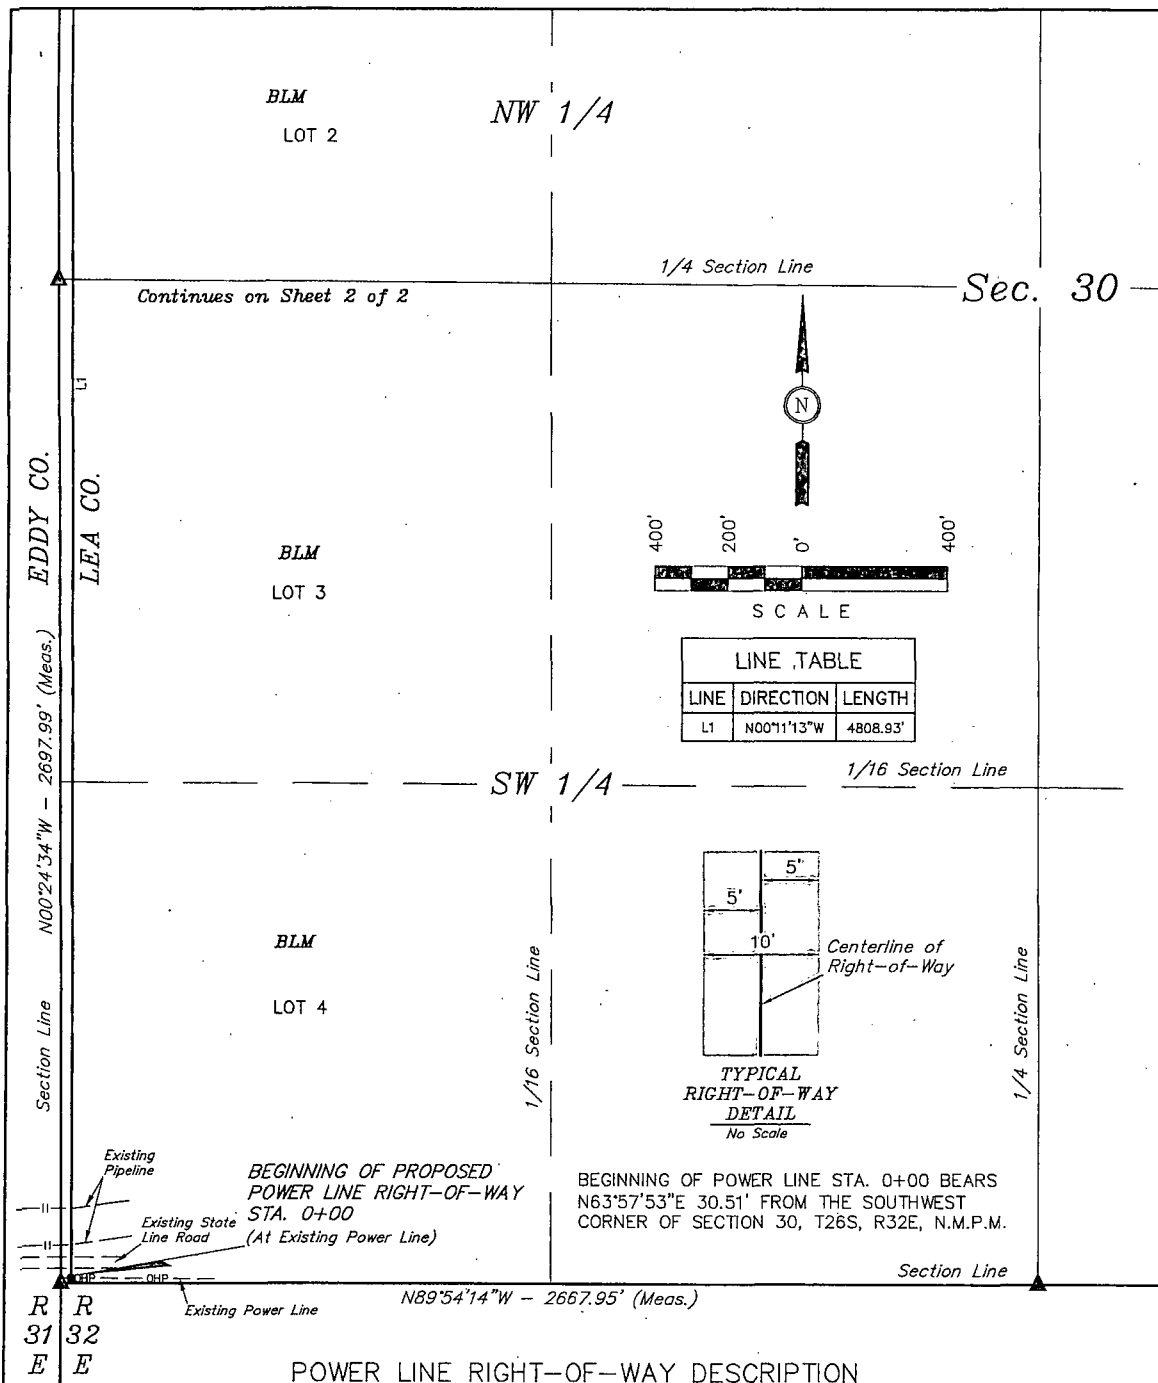 BLM
LOT 2
NW 1/4
1/4 Section Line
Sec. 30
Continues on Sheet 2 of 2
L1
N
EDDY CO.
LEA CO.
400'
200'
0'
400'
SCALE
BLM
LOT 3
LINE TABLE
LINE DIRECTION LENGTH
L1 N00°11'13"W 4808.93'
N00°24'34"W - 2697.99' (Meas.)
SW 1/4
1/16 Section Line
5'
5'
10'
Centerline of
Right-of-Way
BLM
LOT 4
Section Line
1/16 Section Line
1/4 Section Line
TYPICAL
RIGHT-OF-WAY
DETAIL
No Scale
Existing
Pipeline
BEGINNING OF PROPOSED
POWER LINE RIGHT-OF-WAY
STA. 0+00
(At Existing Power Line)
Existing State
Line Road
BEGINNING OF POWER LINE STA. 0+00 BEARS
N63°57'53"E 30.51' FROM THE SOUTHWEST
CORNER OF SECTION 30, T26S, R32E, N.M.P.M.
OHP OHP
Section Line
Existing Power Line
N89°54'14"W - 2667.95' (Meas.)
R R
31 32
E E
POWER LINE RIGHT-OF-WAY DESCRIPTION